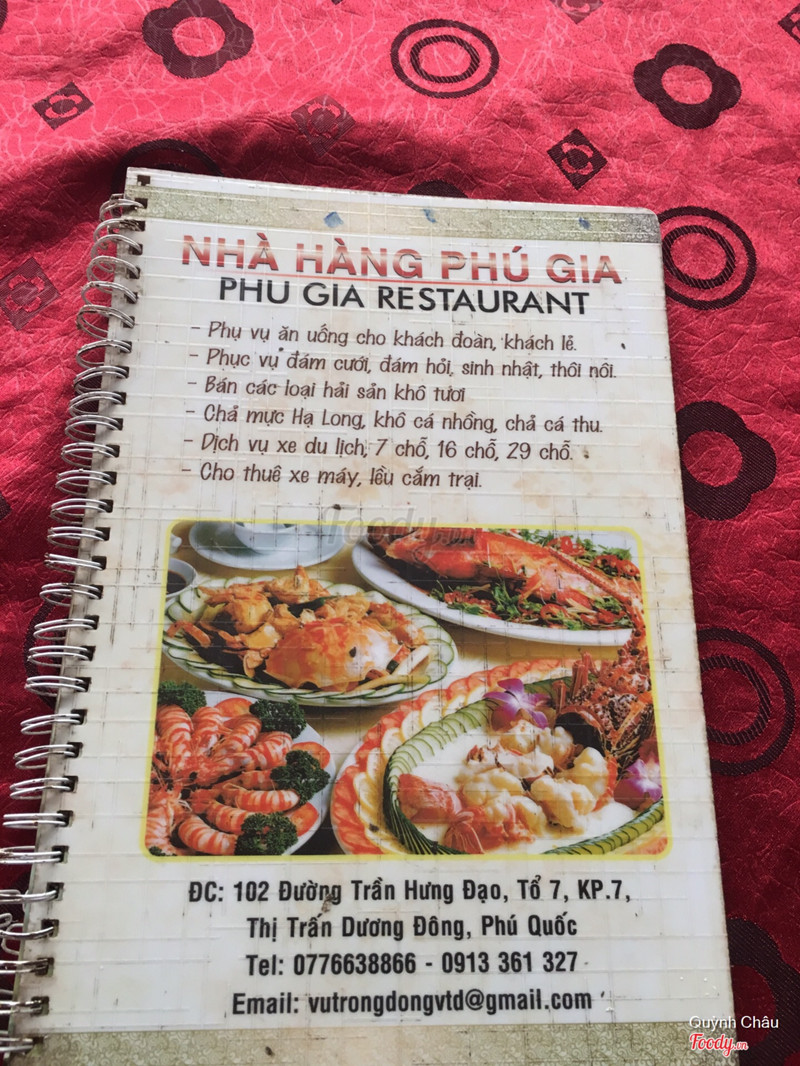 NHÀ HÀNG PHÚ GIA
PHU GIA RESTAURANT
- Phụ vụ ăn uống cho khách đoàn, khách lẻ.
- Phục vụ đám cưới, đám hỏi, sinh nhật, thôi nôi.
- Bán các loại hải sản khô tươi
- Chả mực Hạ Long, khô cá nhồng, chả cá thu.
- Dịch vụ xe du lịch, 7 chỗ, 16 chỗ, 29 chỗ.
- Cho thuê xe máy, lều cắm trại.
Foody.vn
ĐC: 102 Đường Trần Hưng Đạo, Tổ 7, KP.7,
Thị Trấn Dương Đông, Phú Quốc
Tel: 0776638866 - 0913 361 327
Email: vutrongdongvtd@gmail.com
Quỳnh Châu
Foody.vn